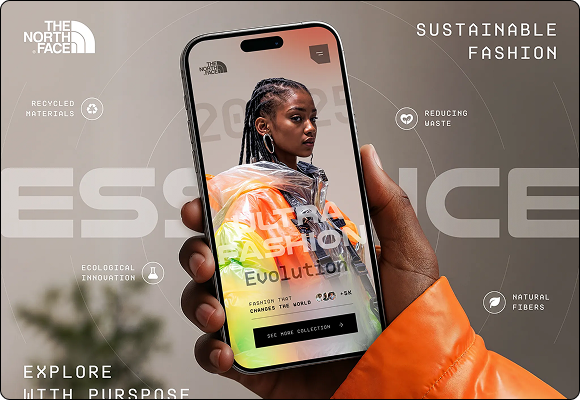 THE
NORTH
FACE
SUSTAINABLE
FASHION
RECYCLED
MATERIALS
REDUCING
WASTE
ESSENCE
THE
NORTH
FACE
2025
ULTRA
FASHION
Evolution
FASHION THAT
CHANGES THE WORLD
+5K
SEE MORE COLLECTION
ECOLOGICAL
INNOVATION
NATURAL
FIBERS
EXPLORE
WITH PURSPOSE